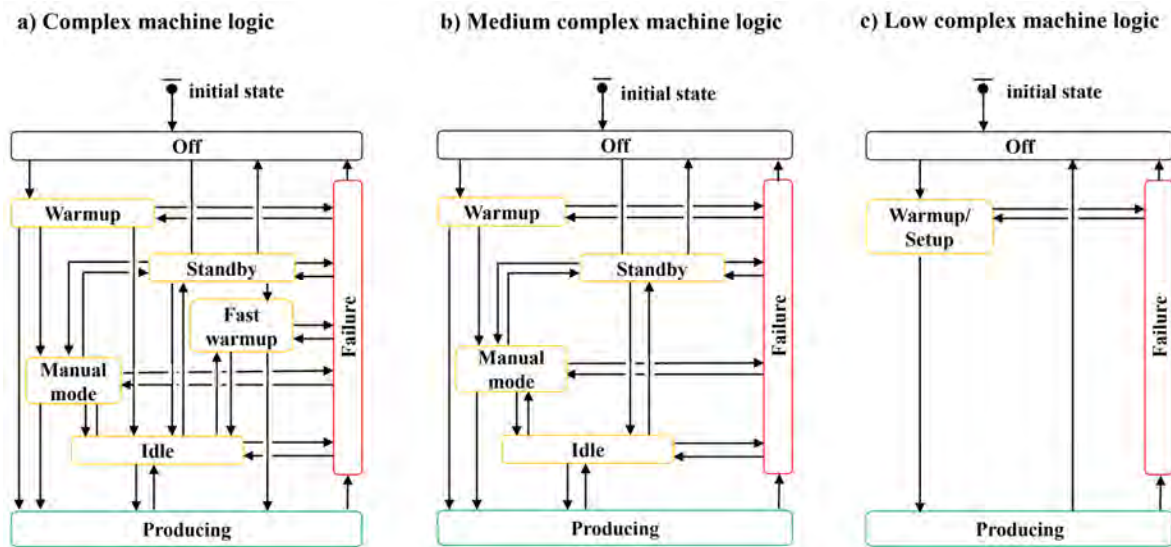 a) Complex machine logic
initial state
Off
Warmup
Standby
Fast
warmup
Manual
mode
Idle
Failure
Producing
b) Medium complex machine logic
initial state
Off
Warmup
Standby
Manual
mode
Idle
Failure
Producing
c) Low complex machine logic
initial state
Off
Warmup/
Setup
Failure
Producing